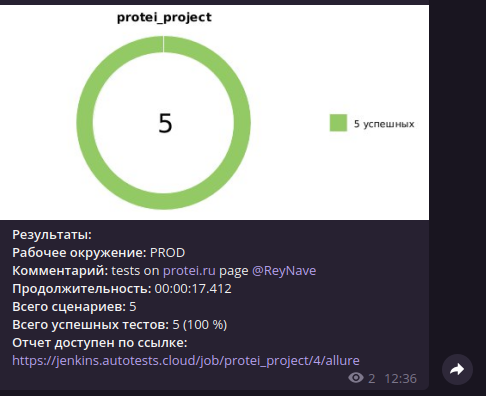 protei_project
5
5 успешных
Результаты:
Рабочее окружение: PROD
Комментарий: tests on protei.ru page @ReyNave
Продолжительность: 00:00:17.412
Всего сценариев: 5
Всего успешных тестов: 5 (100 %)
Отчет доступен по ссылке:
https://jenkins.autotests.cloud/job/protei_project/4/allure
2 12:36